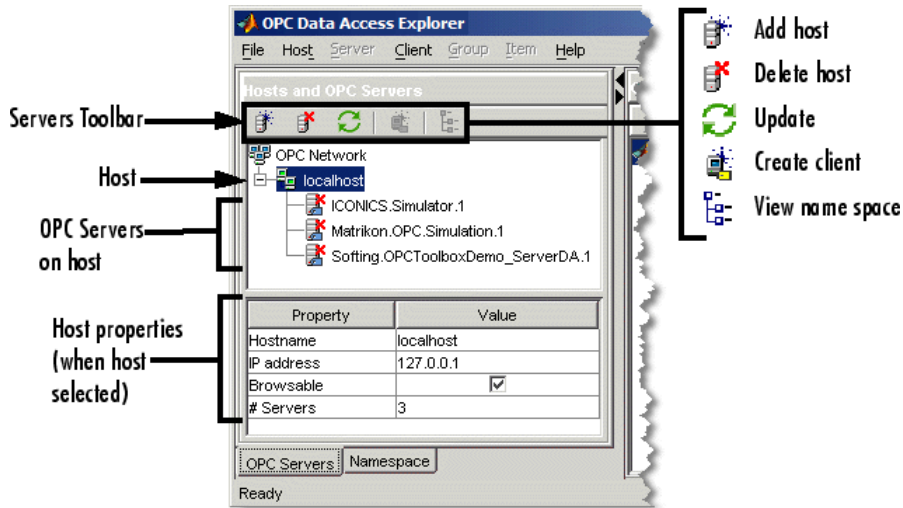 OPC Data Access Explorer
File Host Server Client Group Item Help
Hosts and OPC Servers
Servers Toolbar
OPC Network
Host
localhost
ICONICS.Simulator.1
OPC Servers
on host
Matrikon.OPC.Simulation.1
Softing.OPCToolboxDemo_ServerDA.1
Host properties
(when host
selected)
Property Value
Hostname localhost
IP address 127.0.0.1
Browsable
# Servers 3
OPC Servers Namespace
Ready
Add host
Delete host
Update
Create client
View name space